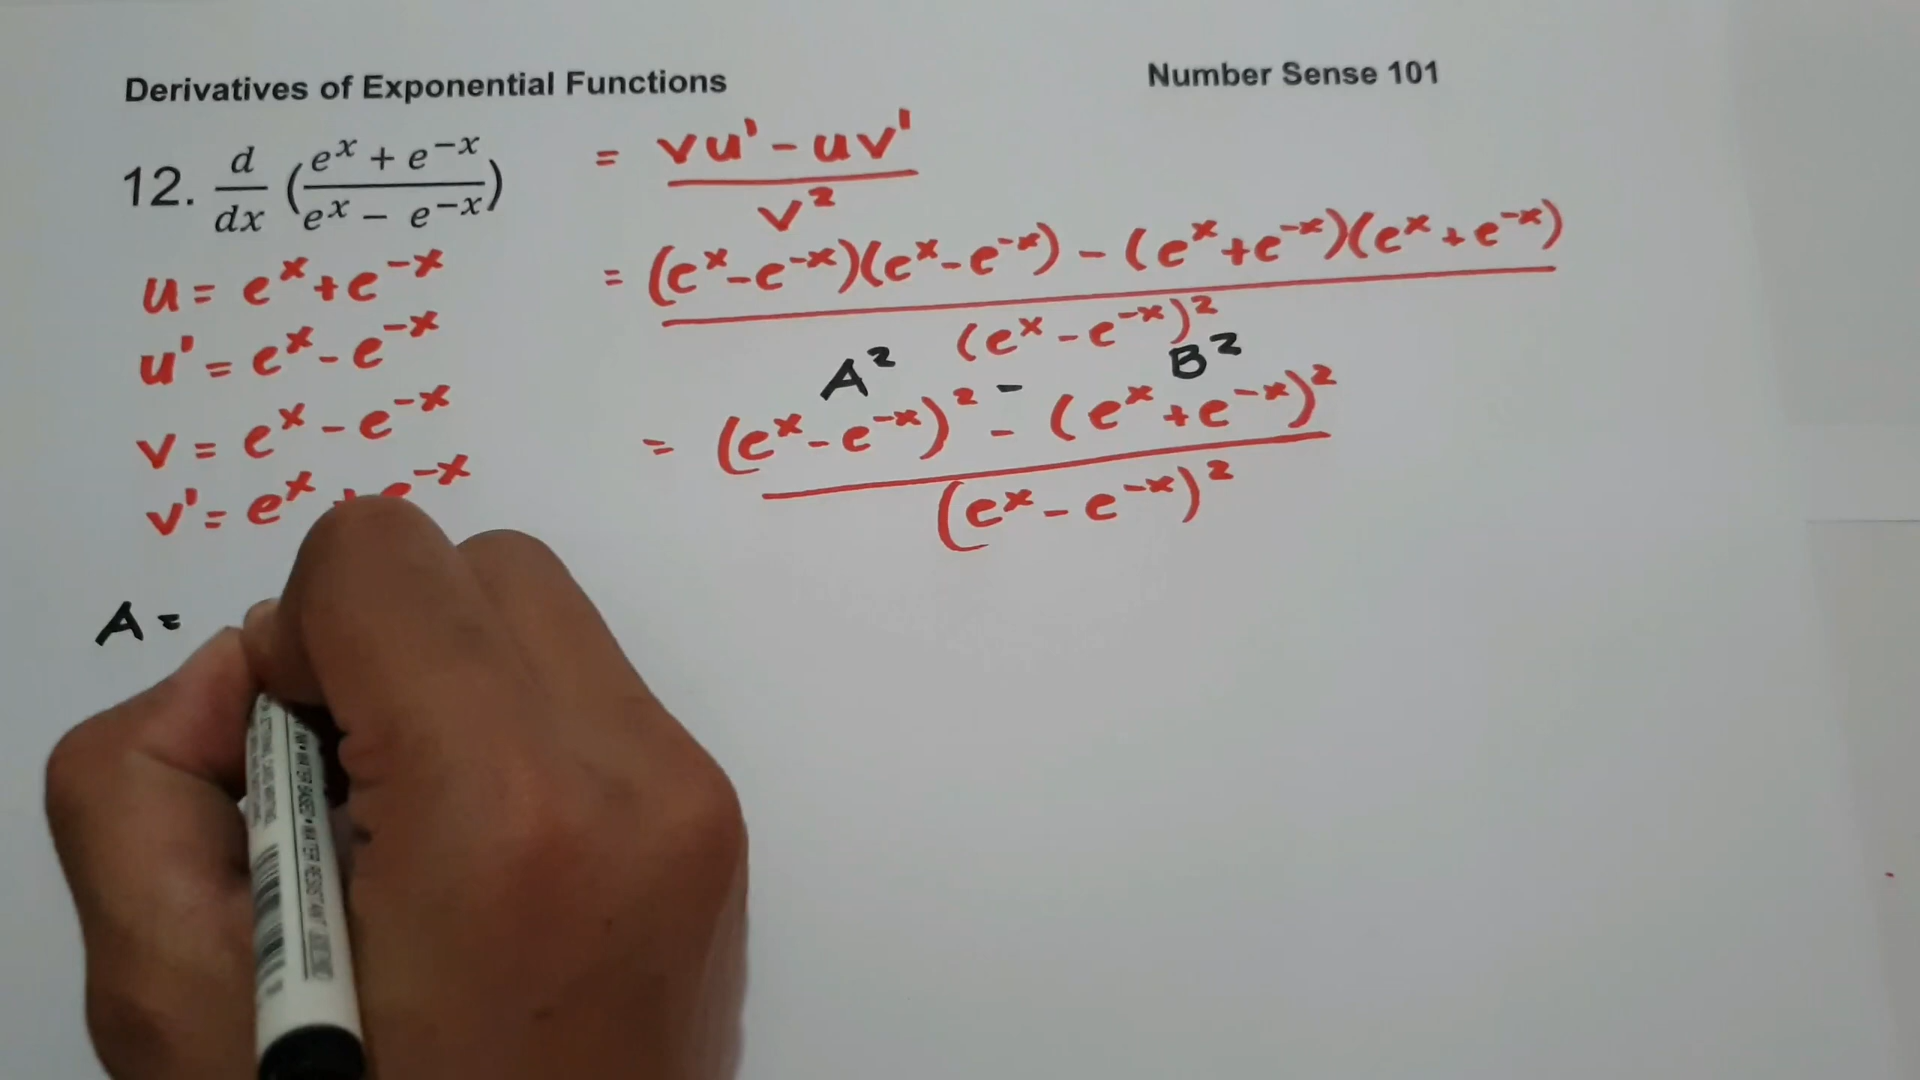 Derivatives of Exponential Functions
Number Sense 101
12. d/dx (e^x + e^-x / e^x - e^-x)
= vu' - uv' / v²
u = e^x + e^-x
u' = e^x - e^-x
v = e^x - e^-x
v' = e^x + e^-x
= (e^x - e^-x)(e^x - e^-x) - (e^x + e^-x)(e^x + e^-x) / (e^x - e^-x)²
A² - B²
= (e^x - e^-x)² - (e^x + e^-x)² / (e^x - e^-x)²
A =